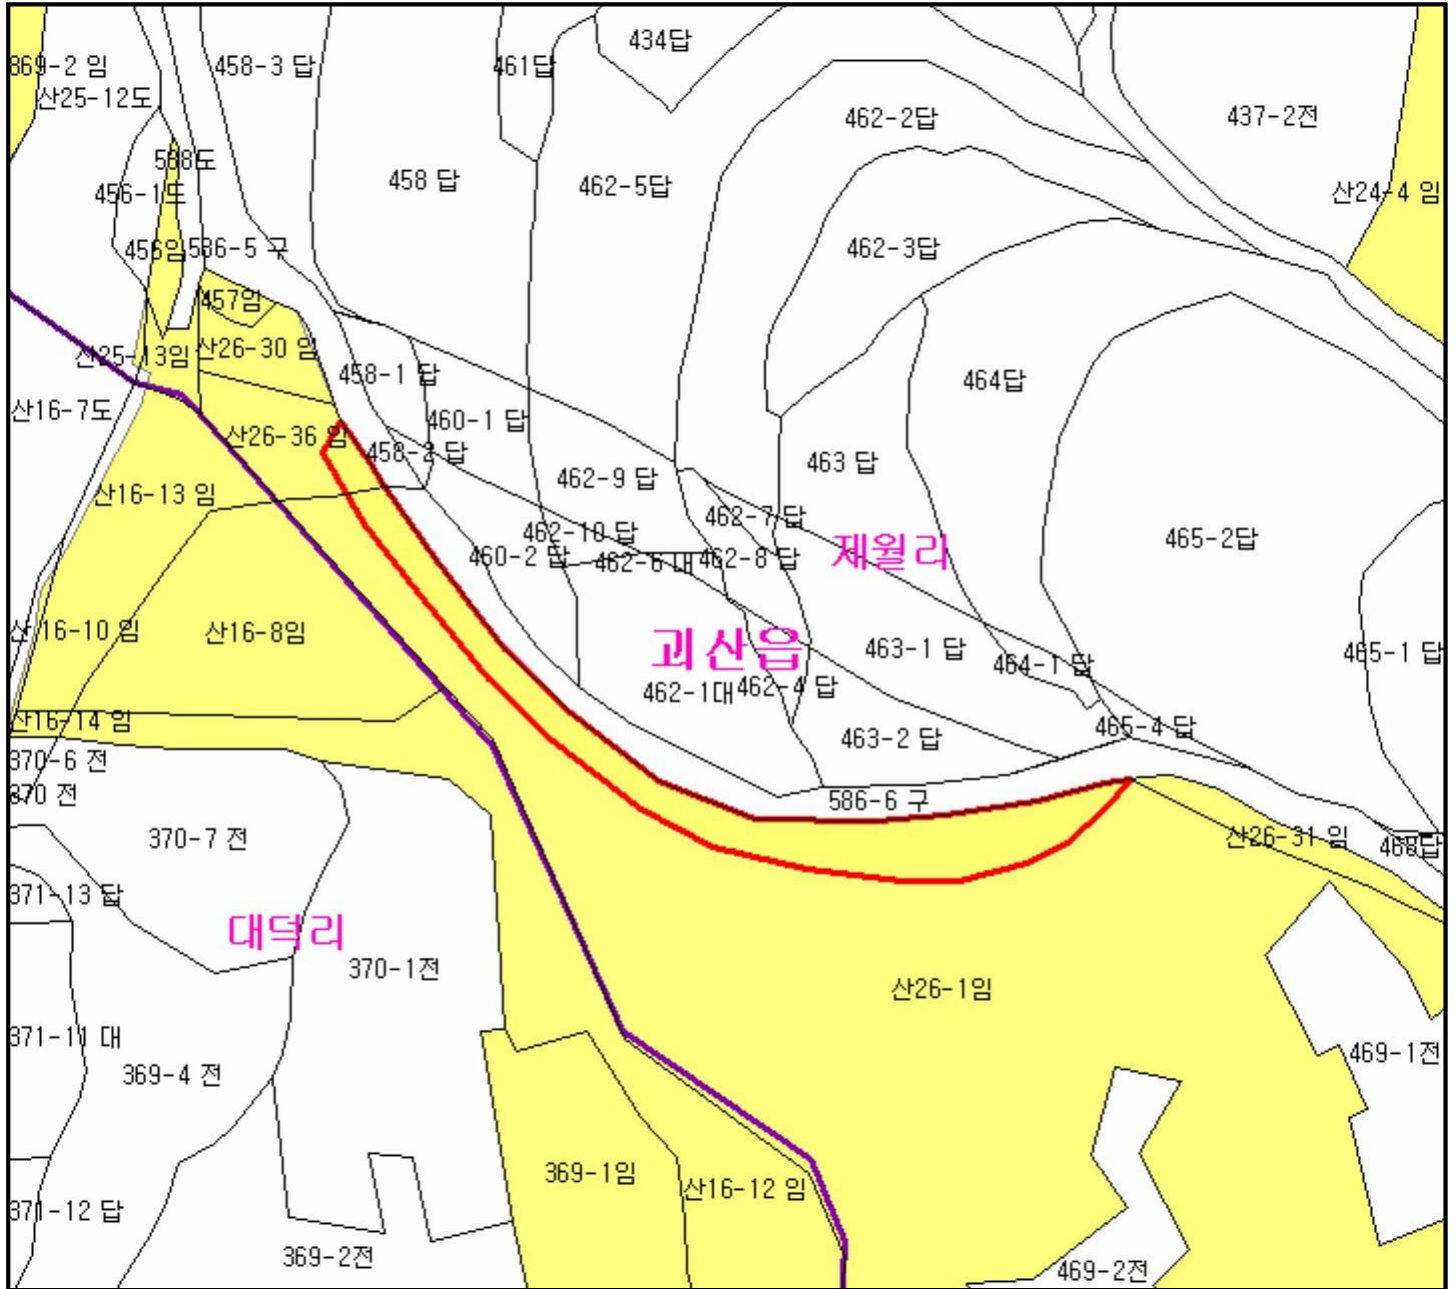 434답
869-2 임
458-3 답
461답
산25-12도
462-2답
437-2전
588도
458 답
462-5답
456-1도
산24-4 임
456임
586-5 구
462-3답
457임
산25-13임
산26-30 임
458-1 답
464답
산16-7도
460-1 답
산26-36 임
458-2 답
463 답
462-9 답
산16-13 임
462-7 답
462-10 답
465-2답
460-2 답
462-6 대
462-8 답
제월리
산 16-10 임
산16-8임
괴산읍
463-1 답
465-1 답
464-1 답
462-1대
462-4 답
산16-14 임
465-4 답
463-2 답
370-6 전
370 전
586-6 구
370-7 전
산26-31 임
468답
371-13 답
대덕리
370-1전
산26-1임
371-11 대
469-1전
369-4 전
369-1임
산16-12 임
371-12 답
369-2전
469-2전